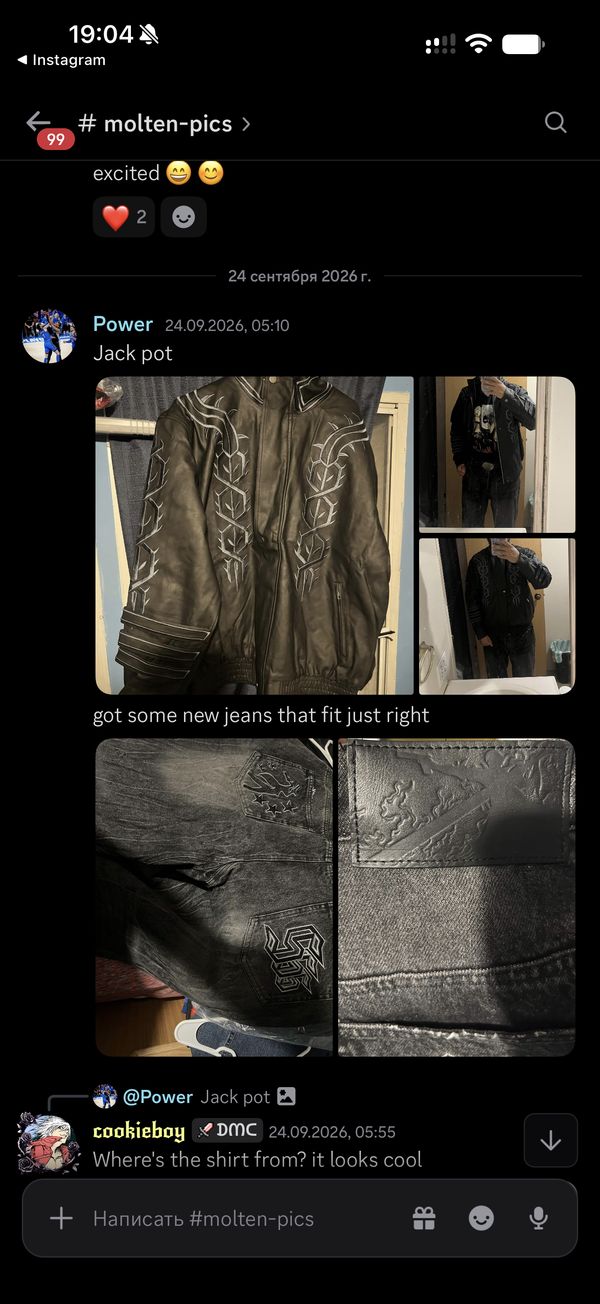 19:04
Instagram
99
# molten-pics
excited 😄 😊
❤️ 2
24 сентября 2026 г.
Power 24.09.2026, 05:10
Jack pot
got some new jeans that fit just right
@Power Jack pot
cookieboy DMC 24.09.2026, 05:55
Where's the shirt from? it looks cool
Написать #molten-pics